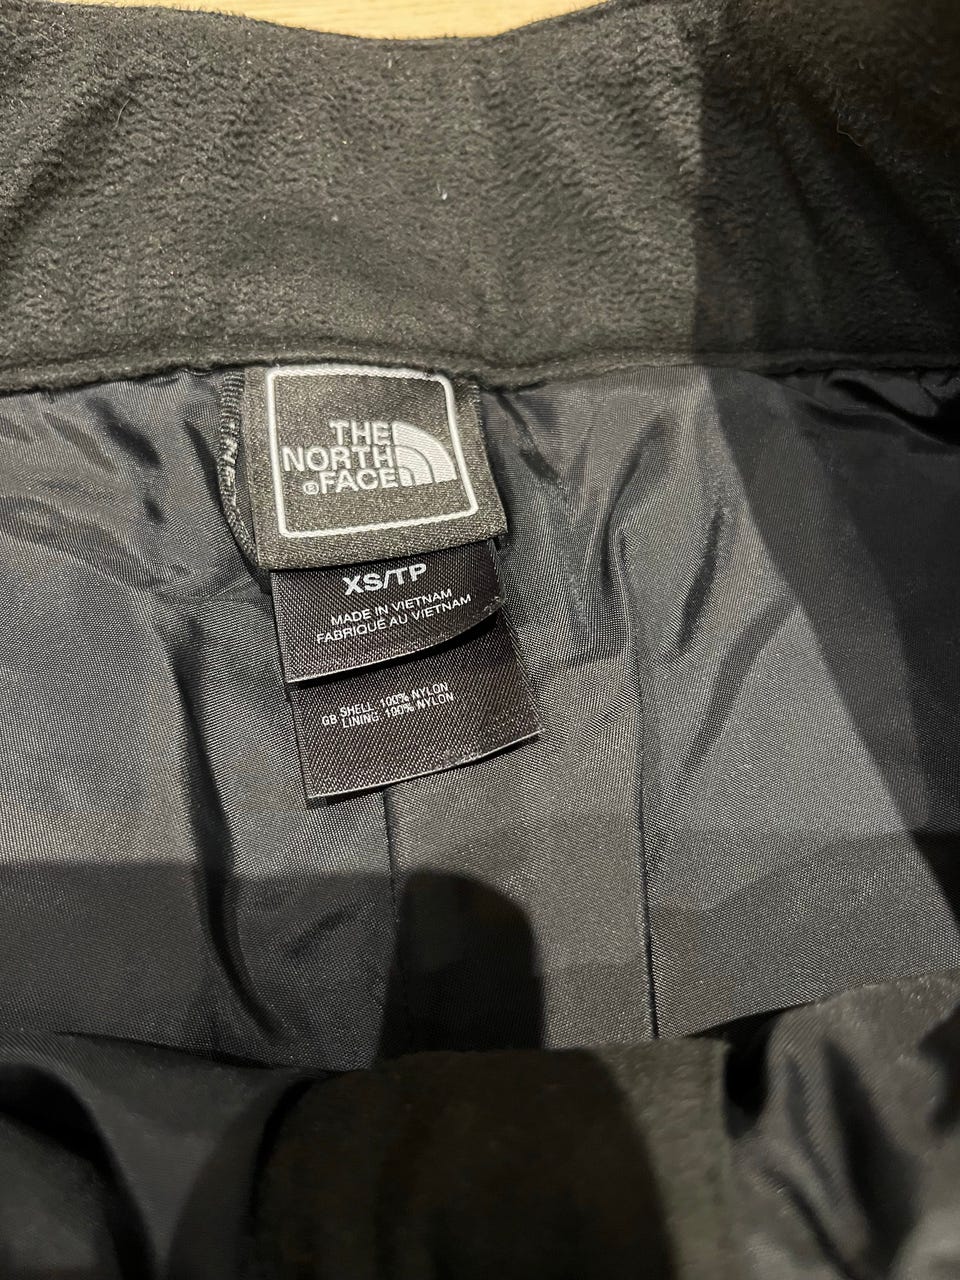 THE
NORTH
FACE
XS/TP
MADE IN VIETNAM
FABRIQUÉ AU VIETNAM
GB SHELL: 100% NYLON
LINING: 100% NYLON